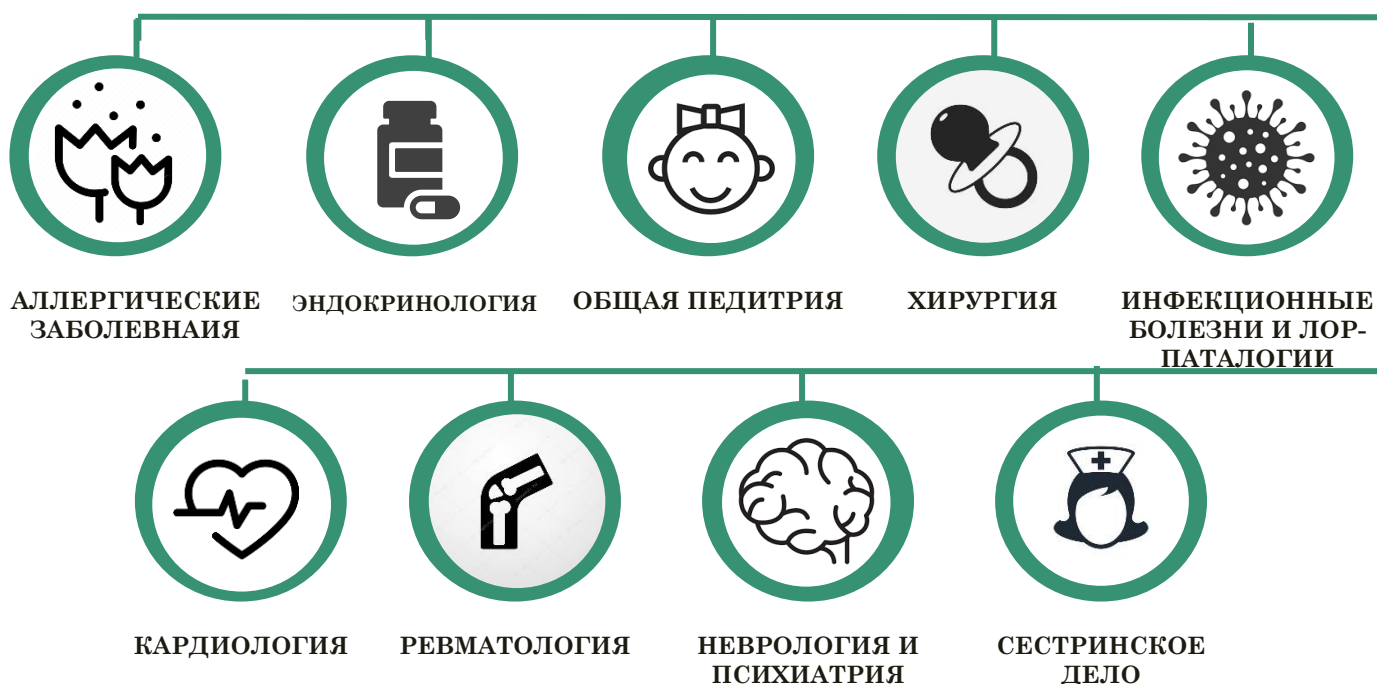 АЛЛЕРГИЧЕСКИЕ
ЗАБОЛЕВНАИЯ
ЭНДОКРИНОЛОГИЯ
ОБЩАЯ ПЕДИТРИЯ
ХИРУРГИЯ
ИНФЕКЦИОННЫЕ
БОЛЕЗНИ И ЛОР-
ПАТАЛОГИИ
КАРДИОЛОГИЯ
РЕВМАТОЛОГИЯ
НЕВРОЛОГИЯ И
ПСИХИАТРИЯ
СЕСТРИНСКОЕ
ДЕЛО